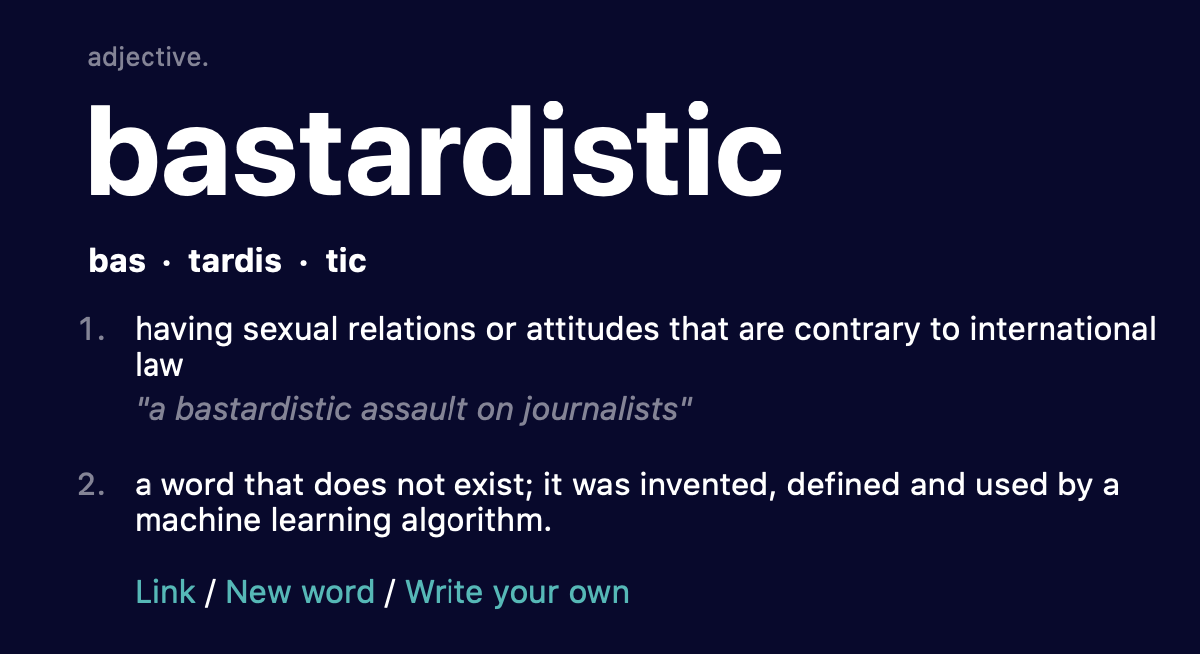 adjective.
bastardistic
bas · tardis · tic
1. having sexual relations or attitudes that are contrary to international
law
"a bastardistic assault on journalists"
2. a word that does not exist; it was invented, defined and used by a
machine learning algorithm.
Link / New word / Write your own